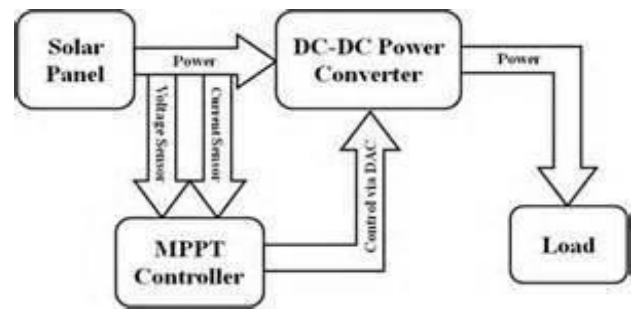 Solar
Panel
Power
DC-DC Power
Converter
Power
Voltage Sensor
Current Sensor
Control via DAC
MPPT
Controller
Load